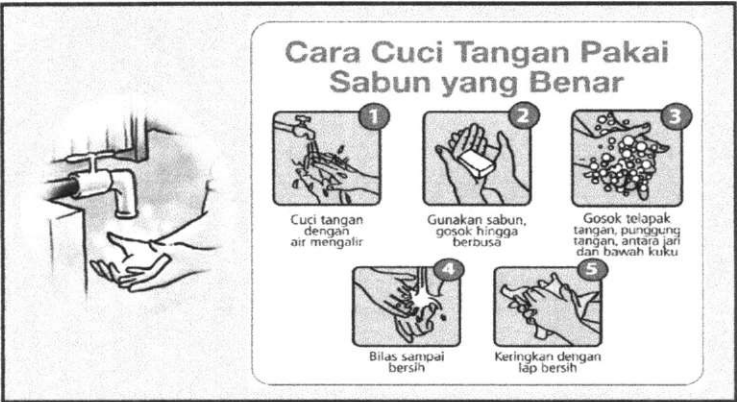 Cara Cuci Tangan Pakai
Sabun yang Benar
1
2
3
Cuci tangan
dengan
air mengalir
Gunakan sabun,
gosok hingga
berbusa
Gosok telapak
tangan, punggung
tangan, antara jari
dan bawah kuku
4
5
Bilas sampai
bersih
Keringkan dengan
lap bersih